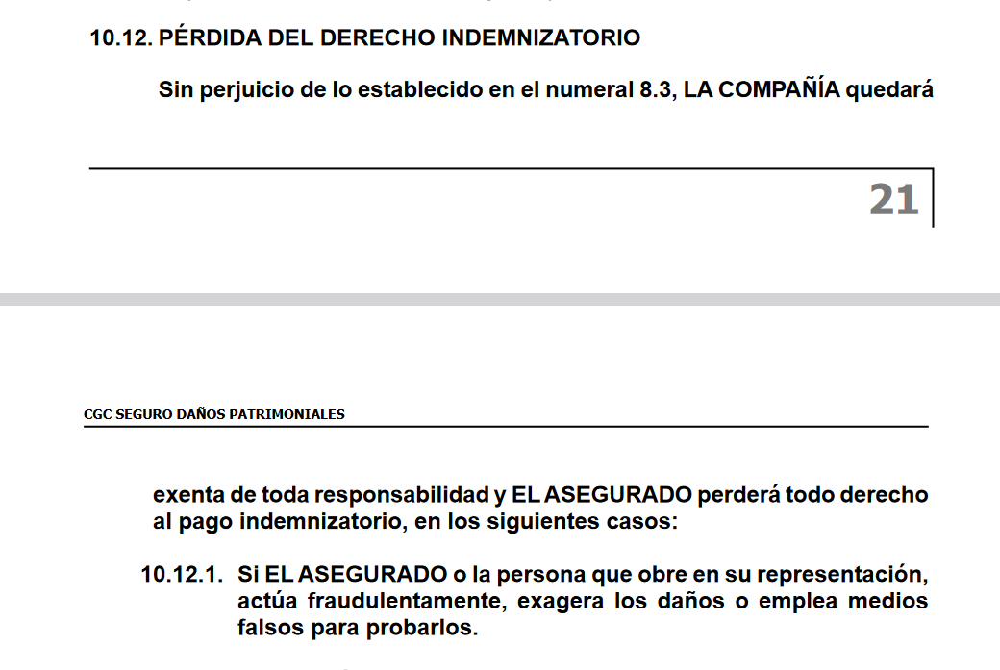 10.12. PÉRDIDA DEL DERECHO INDEMNIZATORIO
Sin perjuicio de lo establecido en el numeral 8.3, LA COMPAÑÍA quedará
21
CGC SEGURO DAÑOS PATRIMONIALES
exenta de toda responsabilidad y EL ASEGURADO perderá todo derecho
al pago indemnizatorio, en los siguientes casos:
10.12.1. Si EL ASEGURADO o la persona que obre en su representación,
actúa fraudulentamente, exagera los daños o emplea medios
falsos para probarlos.